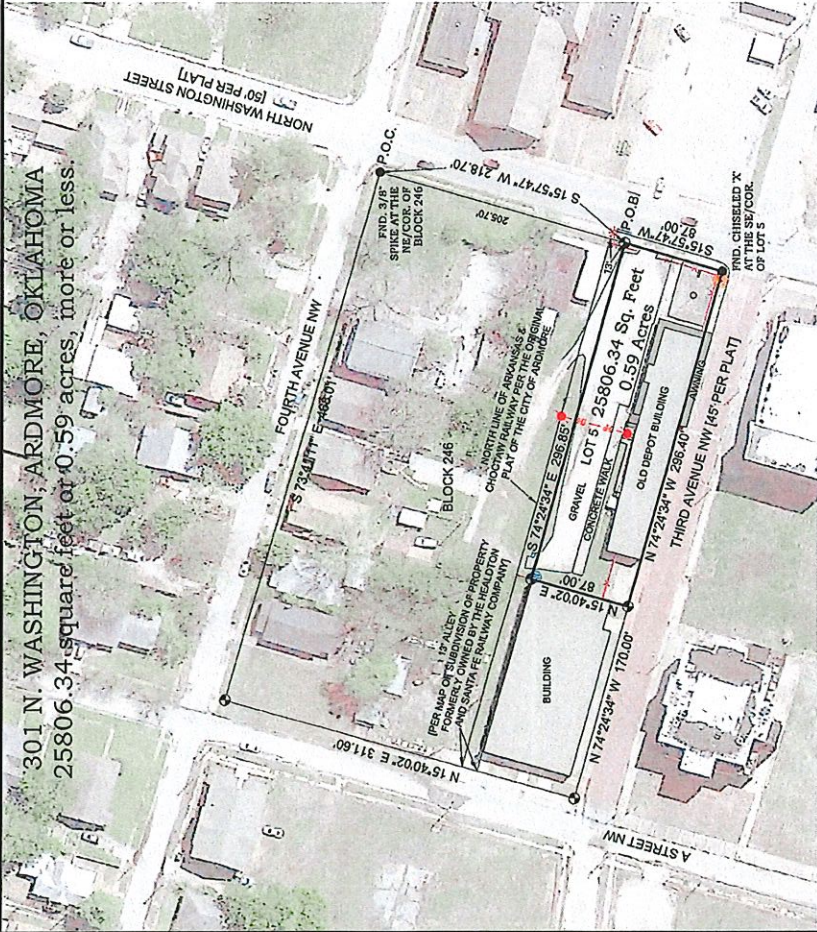 301 N. WASHINGTON, ARDMORE, OKLAHOMA
25806.34 square feet or 0.59 acres, more or less.
NORTH WASHINGTON STREET
[50' PER PLAT]
P.O.C.
FND. 3/8"
SPIKE AT THE
NE/COR. OF
BLOCK 246
S 15°57'47" W 218.70'
205.70'
FOURTH AVENUE NW
BLOCK 246
NORTH LINE OF ARKANSAS &
CHOCTAW RAILWAY PER THE ORIGINAL
PLAT OF THE CITY OF ARDMORE
13'
P.O.B.
S15°57'47"W
87.00'
FND. CHISELED 'X'
AT THE SE/COR.
OF LOT 5
S 74°24'34" E 296.85'
LOT 5 25806.34 Sq. Feet
0.59 Acres
GRAVEL
CONCRETE WALK
OLD DEPOT BUILDING
AWNING
N 74°24'34" W 296.40'
THIRD AVENUE NW [45' PER PLAT]
13' ALLEY
[PER MAP OF SUBDIVISION OF PROPERTY
FORMERLY OWNED BY THE HEALDTON
AND SANTA FE RAILWAY COMPANY]
N 15°40'02" E
87.00'
BUILDING
N 74°24'34" W 170.00'
N 15°40'02" E 311.60'
A STREET NW